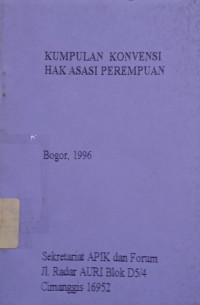 KUMPULAN KONVENSI
HAK ASASI PEREMPUAN
Bogor, 1996
Sekretariat APIK dan Forum
Jl. Radar AURI Blok D5/4
Cimanggis 16952